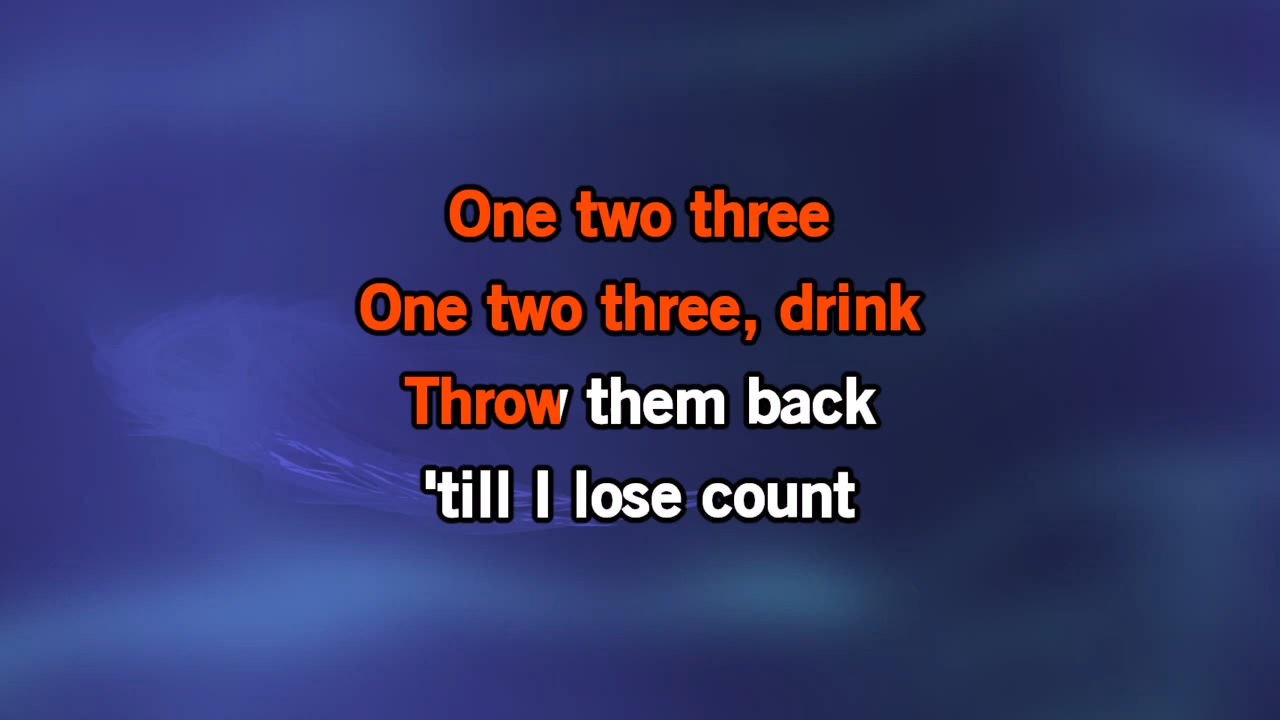 One two three
One two three, drink
Throw them back
'till I lose count